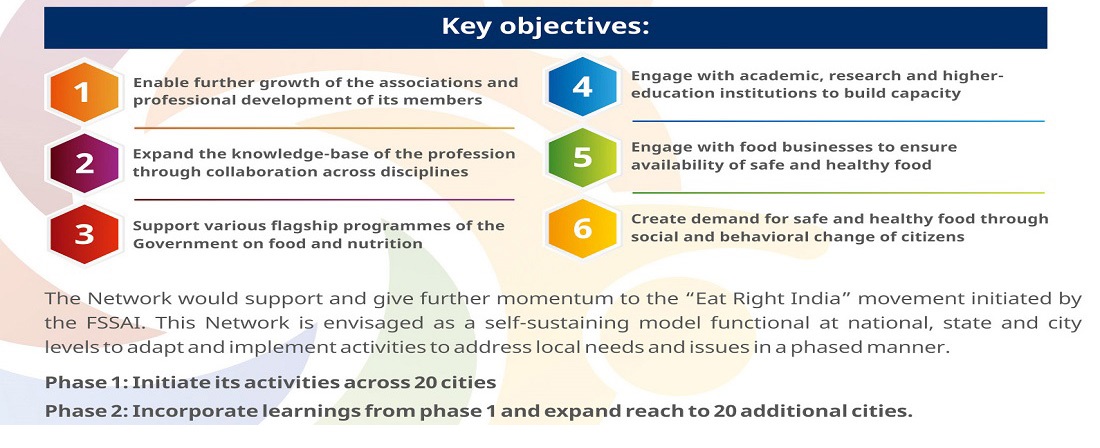 Key objectives:
1
Enable further growth of the associations and
professional development of its members
2
Expand the knowledge-base of the profession
through collaboration across disciplines
3
Support various flagship programmes of the
Government on food and nutrition
4
Engage with academic, research and higher-
education institutions to build capacity
5
Engage with food businesses to ensure
availability of safe and healthy food
6
Create demand for safe and healthy food through
social and behavioral change of citizens
The Network would support and give further momentum to the “Eat Right India” movement initiated by
the FSSAI. This Network is envisaged as a self-sustaining model functional at national, state and city
levels to adapt and implement activities to address local needs and issues in a phased manner.
Phase 1: Initiate its activities across 20 cities
Phase 2: Incorporate learnings from phase 1 and expand reach to 20 additional cities.